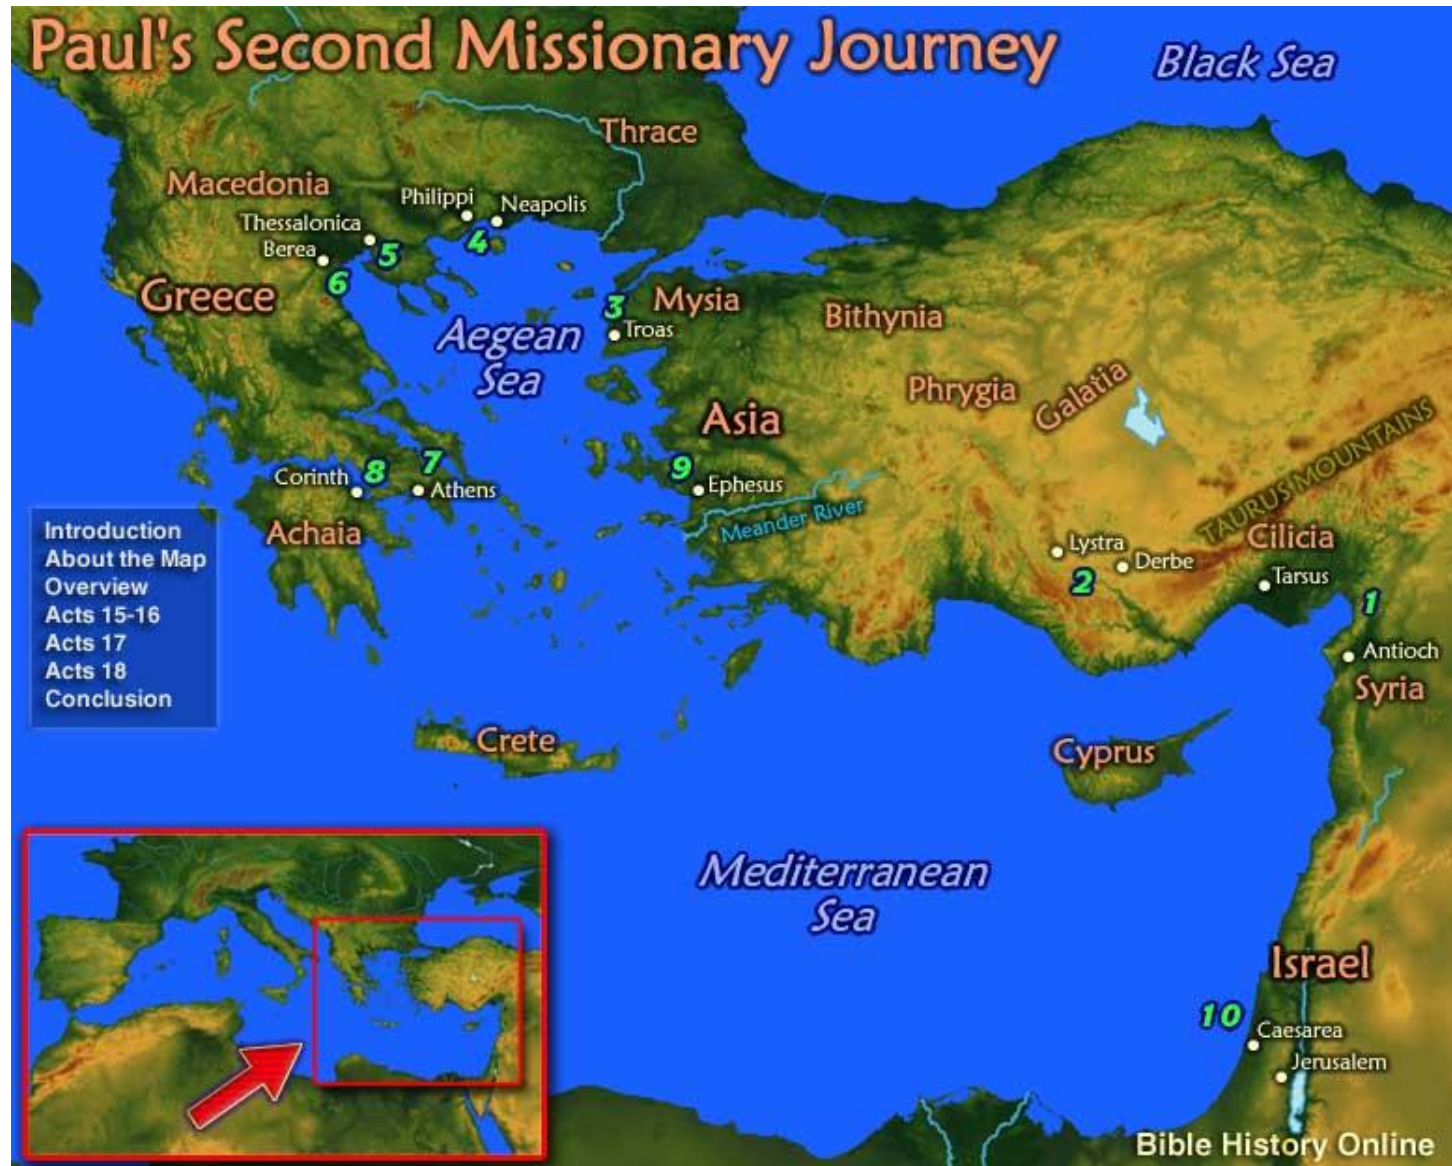 Paul's Second Missionary Journey
Black Sea
Thrace
Macedonia
Philippi
Neapolis
Thessalonica
4
Berea
5
6
Greece
3
Mysia
Troas
Bithynia
Aegean
Sea
Phrygia
Galatia
Asia
TAURUS MOUNTAINS
Corinth
8
7
Athens
9
Ephesus
Meander River
Achaia
Lystra
Derbe
2
Cilicia
Tarsus
1
Antioch
Syria
Introduction
About the Map
Overview
Acts 15-16
Acts 17
Acts 18
Conclusion
Crete
Cyprus
Mediterranean
Sea
Israel
10
Caesarea
Jerusalem
Bible History Online